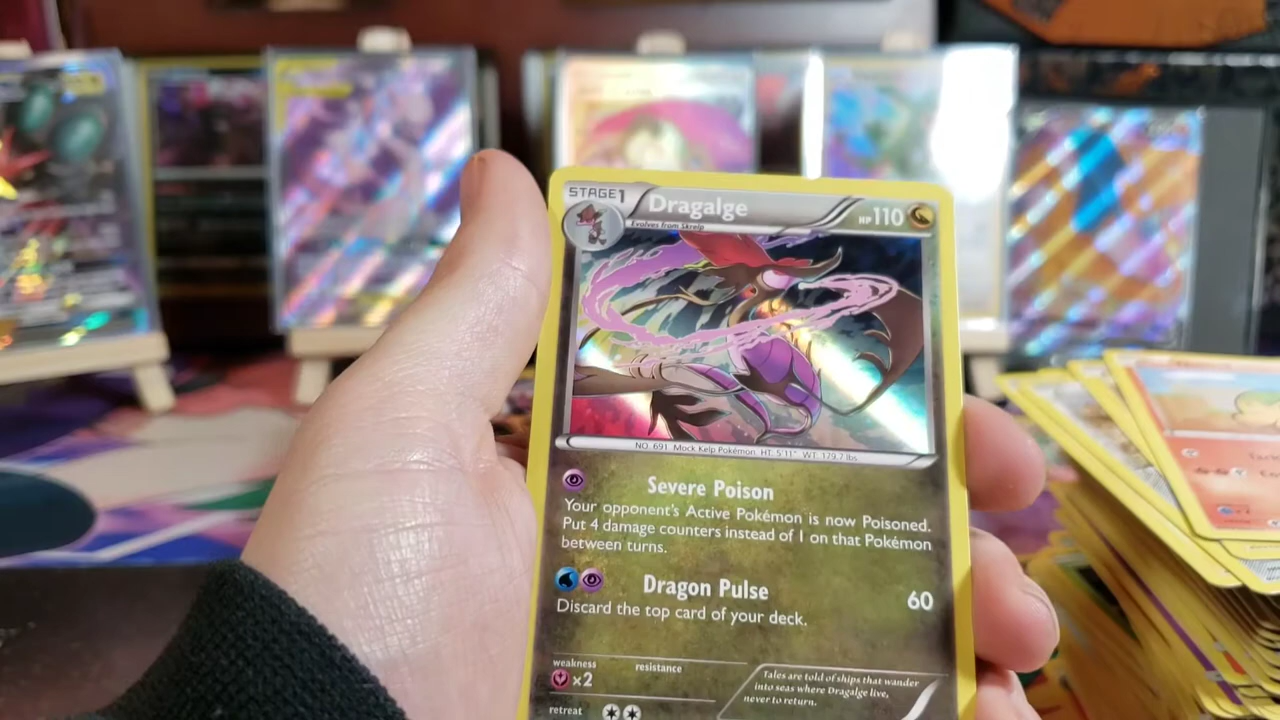 STAGE1
Dragalge
HP 110
Evolves from Skrelp
NO. 691 Mock Kelp Pokémon. HT: 5'11" WT: 179.7 lbs
Severe Poison
Your opponent's Active Pokémon is now Poisoned.
Put 4 damage counters instead of 1 on that Pokémon
between turns.
Dragon Pulse
60
Discard the top card of your deck.
weakness
resistance
×2
Tales are told of ships that wander
into seas where Dragalge live,
never to return.
retreat